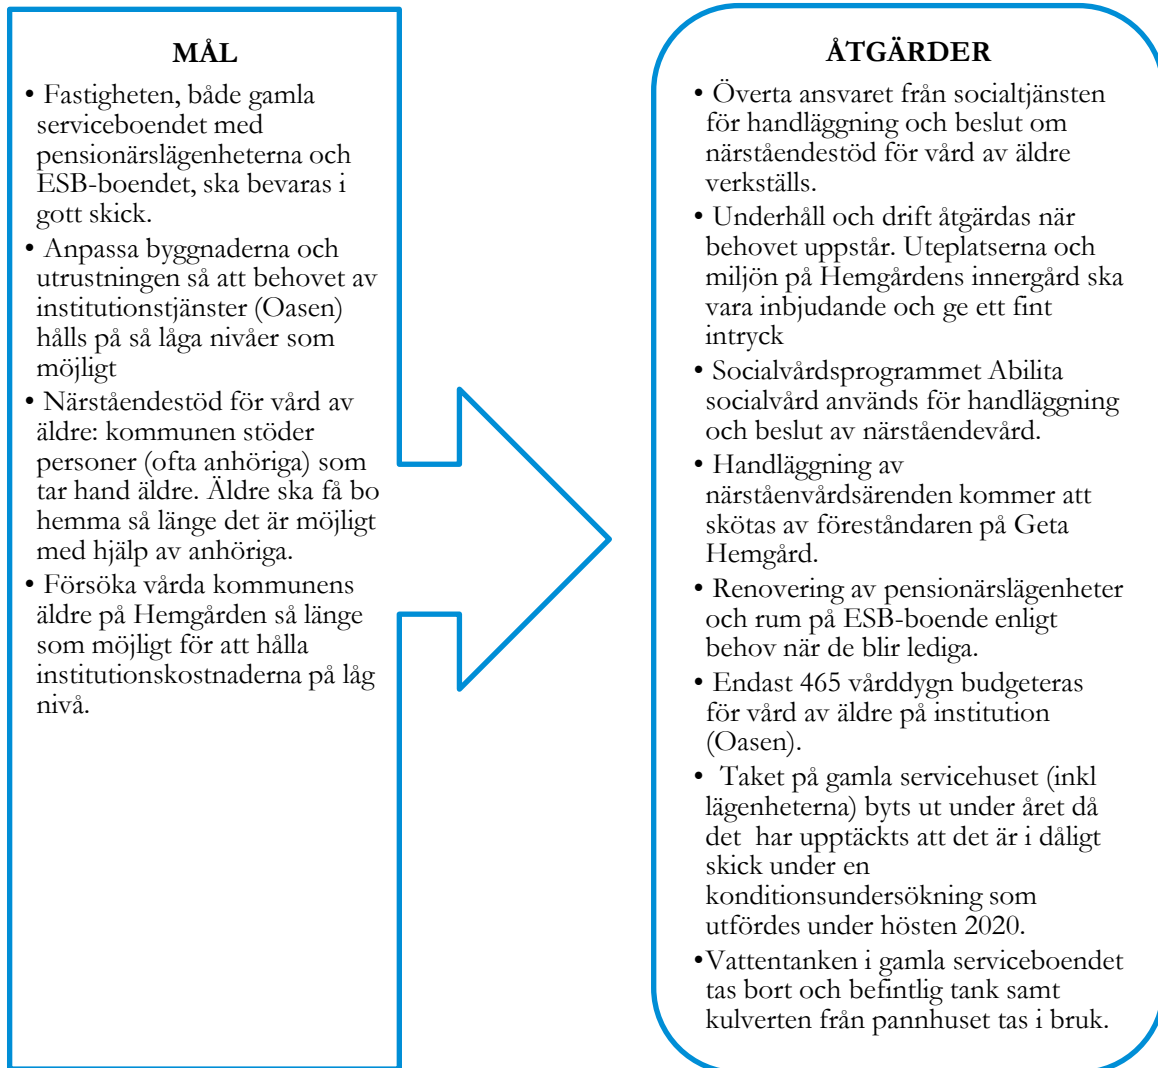 MÅL
• Fastigheten, både gamla
serviceboendet med
pensionärslägenheterna och
ESB-boendet, ska bevaras i
gott skick.
• Anpassa byggnaderna och
utrustningen så att behovet av
institutionstjänster (Oasen)
hålls på så låga nivåer som
möjligt
• Närståendestöd för vård av
äldre: kommunen stöder
personer (ofta anhöriga) som
tar hand äldre. Äldre ska få bo
hemma så länge det är möjligt
med hjälp av anhöriga.
• Försöka vårda kommunens
äldre på Hemgården så länge
som möjligt för att hålla
institutionskostnaderna på låg
nivå.
ÅTGÄRDER
• Överta ansvaret från socialtjänsten
för handläggning och beslut om
närståendestöd för vård av äldre
verkställs.
• Underhåll och drift åtgärdas när
behovet uppstår. Uteplatserna och
miljön på Hemgårdens innergård ska
vara inbjudande och ge ett fint
intryck
• Socialvårdsprogrammet Abilita
socialvård används för handläggning
och beslut av närståendevård.
• Handläggning av
närståenvårdsärenden kommer att
skötas av föreståndaren på Geta
Hemgård.
• Renovering av pensionärslägenheter
och rum på ESB-boende enligt
behov när de blir lediga.
• Endast 465 vårddygn budgeteras
för vård av äldre på institution
(Oasen).
• Taket på gamla servicehuset (inkl
lägenheterna) byts ut under året då
det har upptäckts att det är i dåligt
skick under en
konditionsundersökning som
utfördes under hösten 2020.
•Vattentanken i gamla serviceboendet
tas bort och befintlig tank samt
kulverten från pannhuset tas i bruk.